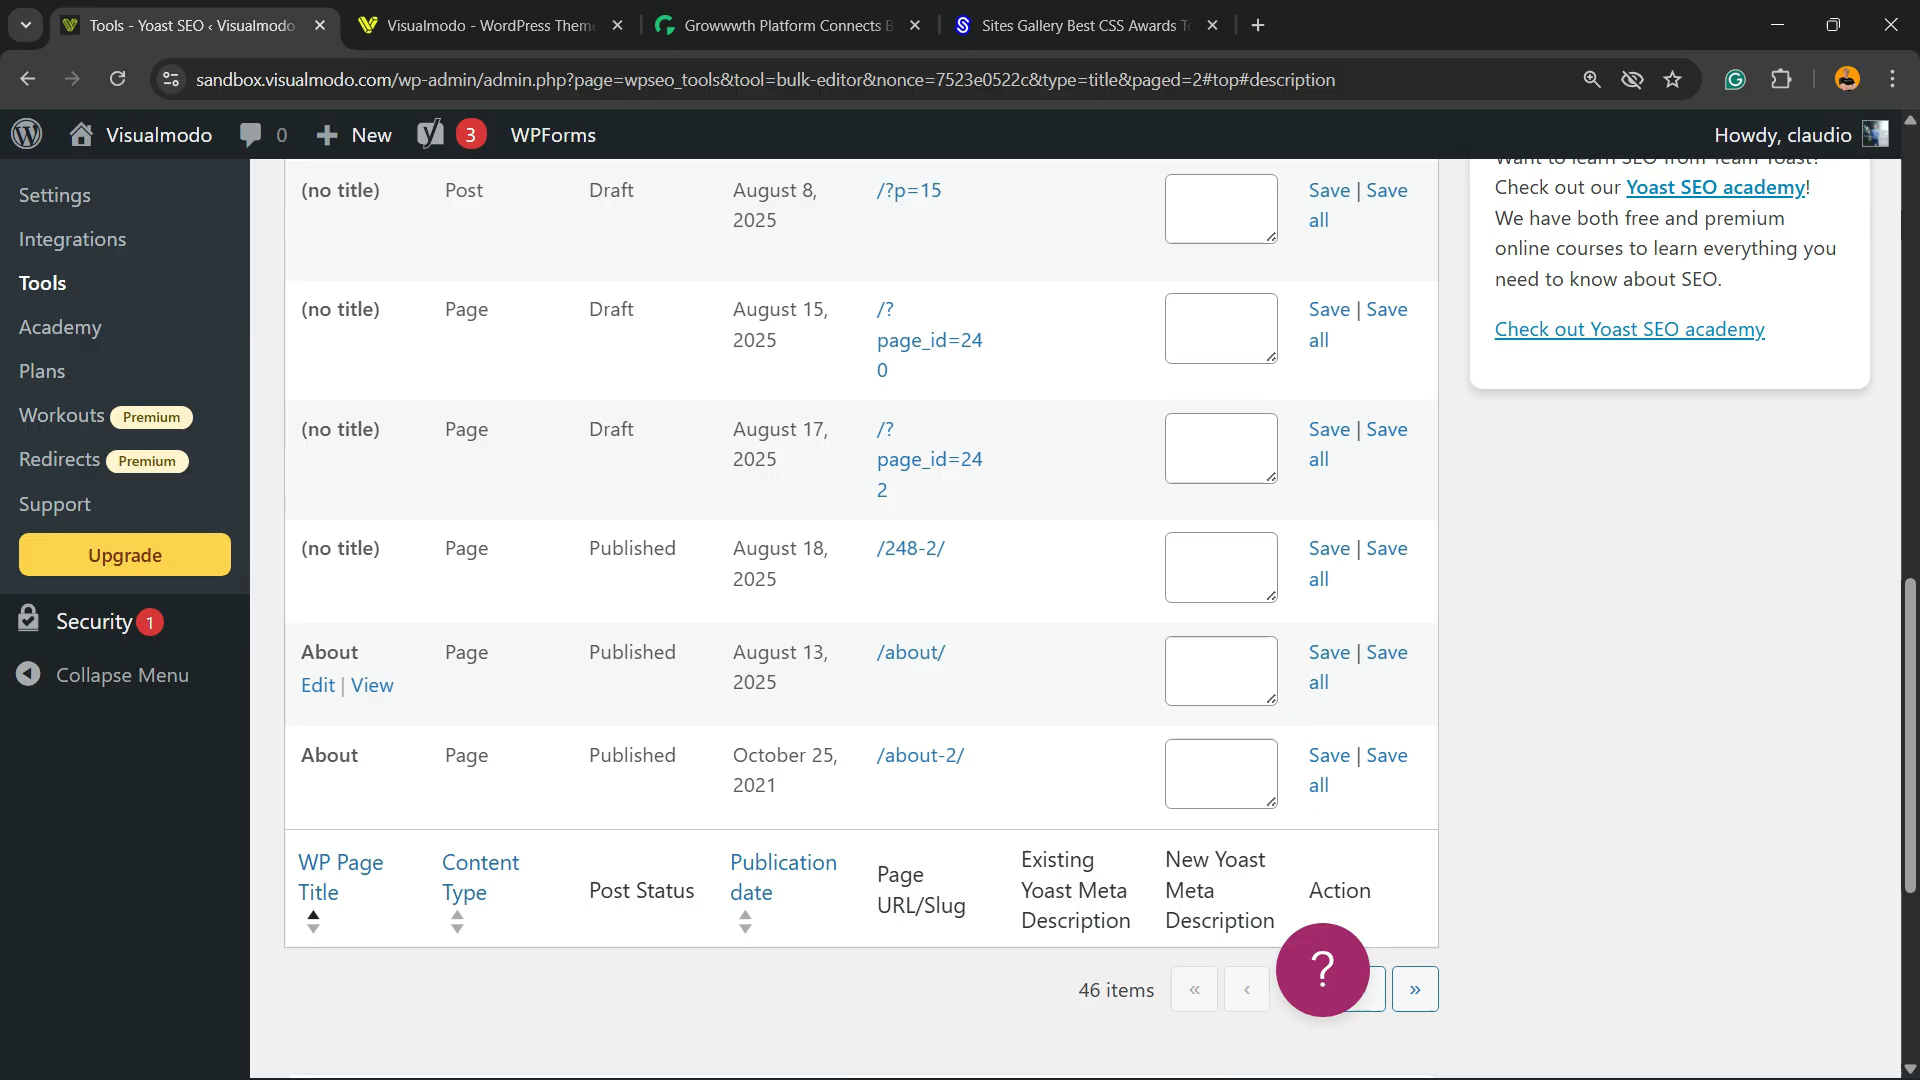 Tools - Yoast SEO ‹ Visualmodo
Visualmodo - WordPress Them
Growwwth Platform Connects B
Sites Gallery Best CSS Awards T
sandbox.visualmodo.com/wp-admin/admin.php?page=wpseo_tools&tool=bulk-editor&nonce=7523e0522c&type=title&paged=2#top#description
Visualmodo
0
New
3
WPForms
Howdy, claudio
Settings
Integrations
Tools
Academy
Plans
Workouts Premium
Redirects Premium
Support
Upgrade
Security 1
Collapse Menu
(no title) Post Draft August 8, 2025 /?p=15 Save | Save all
(no title) Page Draft August 15, 2025 /?page_id=240 Save | Save all
(no title) Page Draft August 17, 2025 /?page_id=242 Save | Save all
(no title) Page Published August 18, 2025 /248-2/ Save | Save all
About Page Published August 13, 2025 /about/ Save | Save all
Edit | View
About Page Published October 25, 2021 /about-2/ Save | Save all
WP Page Title
Content Type
Post Status
Publication date
Page URL/Slug
Existing Yoast Meta Description
New Yoast Meta Description
Action
46 items « ‹ »
?
Want to learn SEO from Team Yoast?
Check out our Yoast SEO academy!
We have both free and premium
online courses to learn everything you
need to know about SEO.
Check out Yoast SEO academy